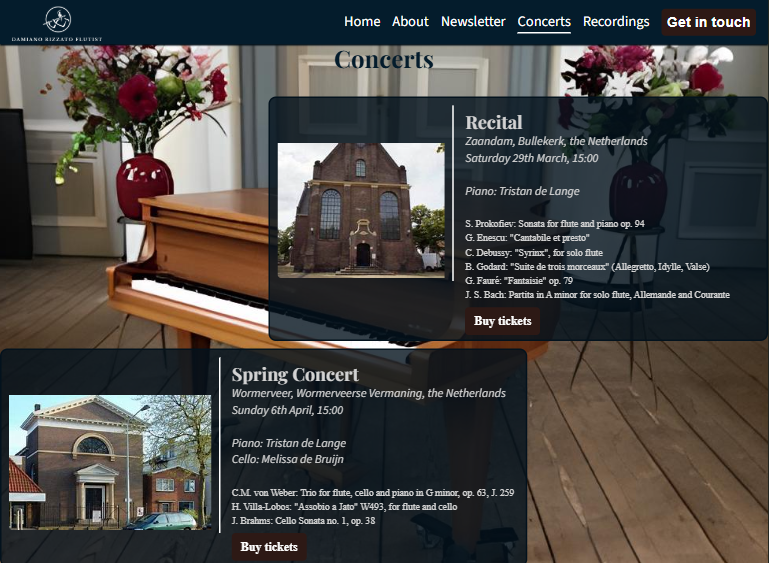 DAMIANO RIZZATO FLUTIST
Home About Newsletter Concerts Recordings Get in touch
Concerts
Recital
Zaandam, Bullekerk, the Netherlands
Saturday 29th March, 15:00
Piano: Tristan de Lange
S. Prokofiev: Sonata for flute and piano op. 94
G. Enescu: "Cantabile et presto"
C. Debussy: "Syrinx", for solo flute
B. Godard: "Suite de trois morceaux" (Allegretto, Idylle, Valse)
G. Fauré: "Fantaisie" op. 79
J. S. Bach: Partita in A minor for solo flute, Allemande and Courante
Buy tickets
Spring Concert
Wormerveer, Wormerveerse Vermaning, the Netherlands
Sunday 6th April, 15:00
Piano: Tristan de Lange
Cello: Melissa de Bruijn
C.M. von Weber: Trio for flute, cello and piano in G minor, op. 63, J. 259
H. Villa-Lobos: "Assobio a Jato" W493, for flute and cello
J. Brahms: Cello Sonata no. 1, op. 38
Buy tickets